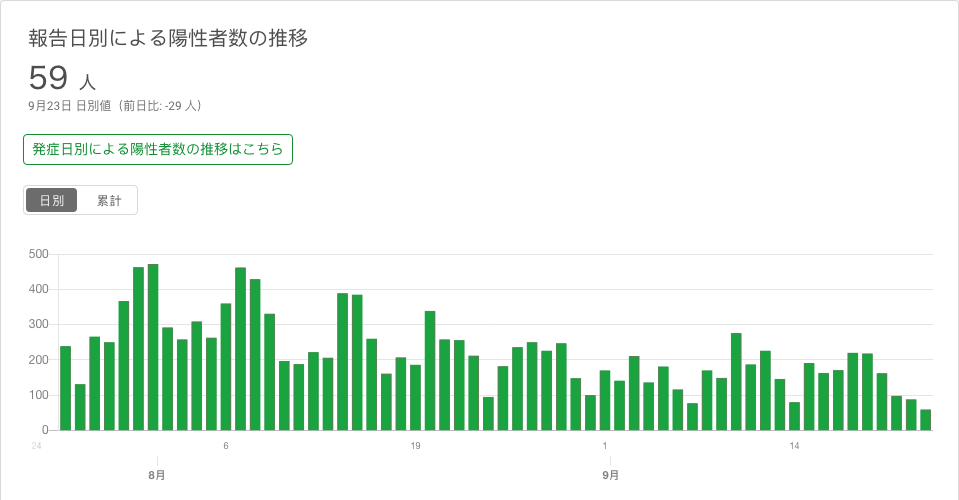 報告日別による陽性者数の推移
59 人
9月23日 日別値（前日比: -29 人）
発症日別による陽性者数の推移はこちら
日別 累計
500
400
300
200
100
0
24 6 19 1 14
8月 9月